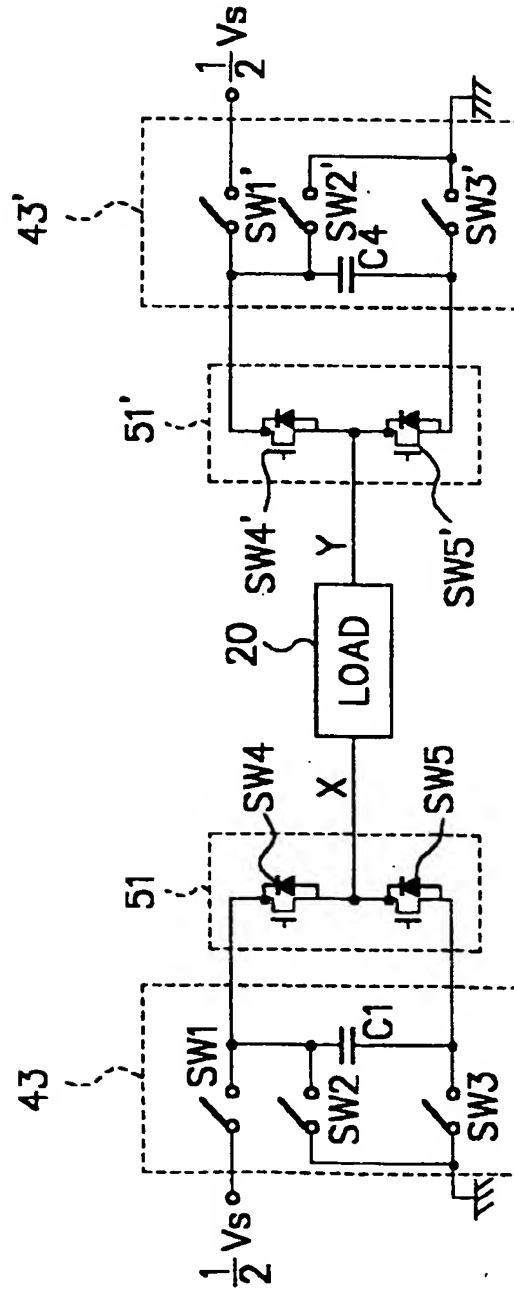 43
51
51'
43'
1/2 Vs
SW1
SW2
C1
SW3
SW4
SW5
X
20
LOAD
Y
SW4'
SW5'
1/2 Vs
SW1'
SW2'
C4
SW3'